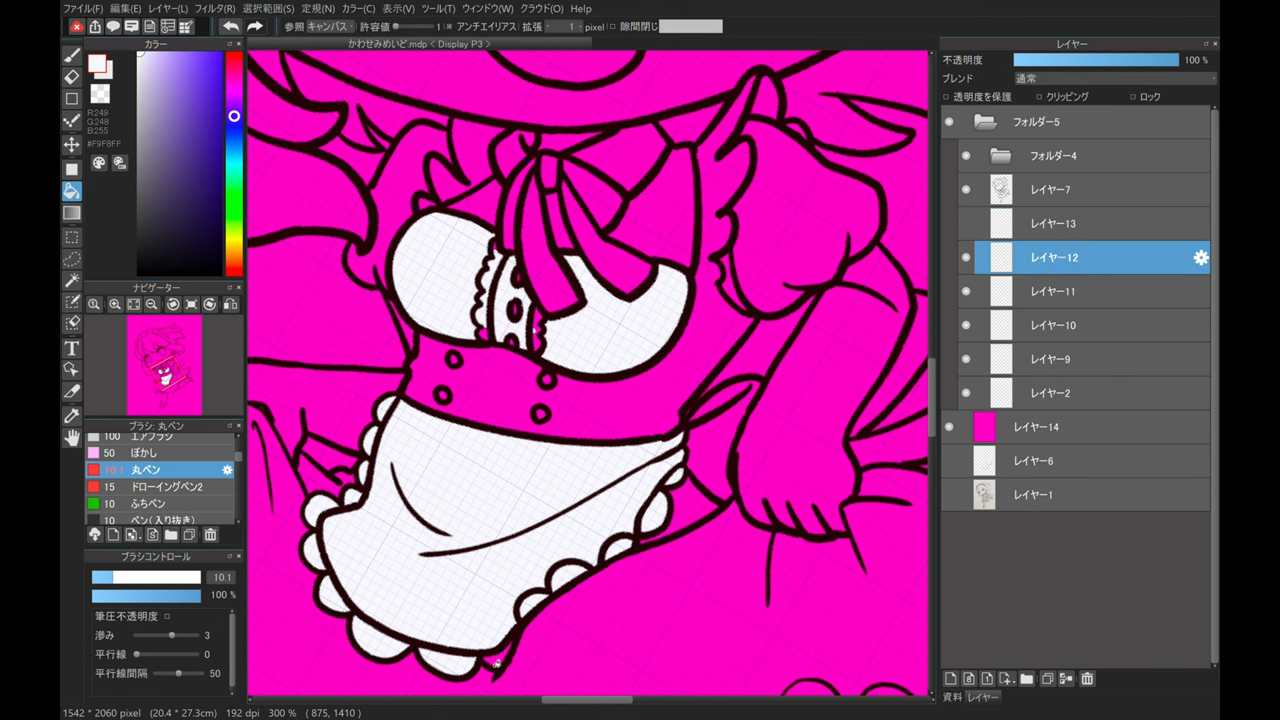 ファイル(F) 編集(E) レイヤー(L) フィルタ(R) 選択範囲(S) 定規(N) カラー(C) 表示(V) ツール(T) ウィンドウ(W) クラウド(O) Help
参照 キャンバス 許容値 1 アンチエイリアス 拡張 - 1 pixel 隙間閉じ
かわせみめいど.mdp < Display P3 >
カラー
R249
G248
B255
#F9F8FF
ナビゲーター
ブラシ: 丸ペン
100 エアブラシ
50 ぼかし
10.1 丸ペン
15 ドローイングペン2
10 ふちペン
10 ペン(入り抜き)
ブラシコントロール
10.1
100 %
筆圧不透明度
滲み 3
平行線 0
平行線間隔 50
レイヤー
不透明度 100 %
ブレンド 通常
透明度を保護 クリッピング ロック
フォルダー5
フォルダー4
レイヤー7
レイヤー13
レイヤー12
レイヤー11
レイヤー10
レイヤー9
レイヤー2
レイヤー14
レイヤー6
レイヤー1
資料 レイヤー
1542 * 2060 pixel (20.4 * 27.3cm) 192 dpi 300 % ( 875, 1410 )